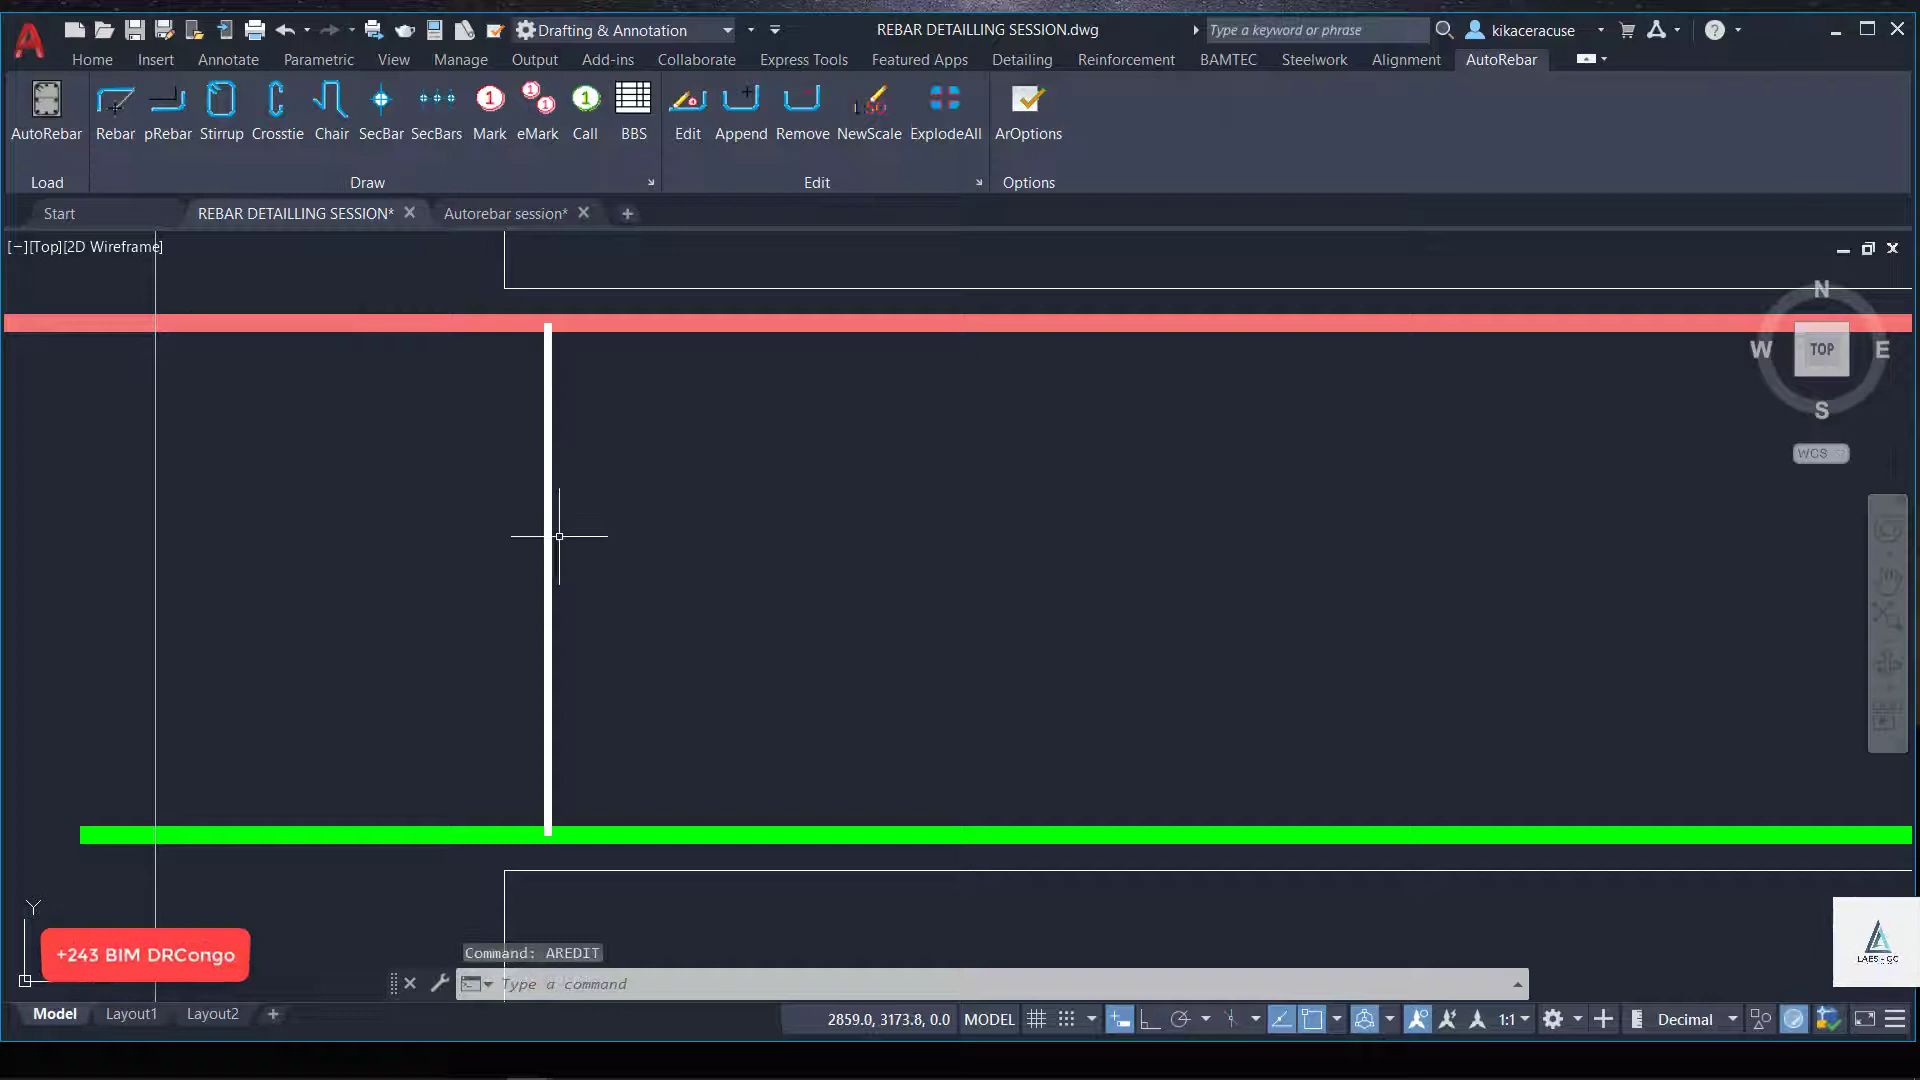 Drafting & Annotation
REBAR DETAILLING SESSION.dwg
Type a keyword or phrase
kikaceracuse
Home Insert Annotate Parametric View Manage Output Add-ins Collaborate Express Tools Featured Apps Detailing Reinforcement BAMTEC Steelwork Alignment AutoRebar
AutoRebar Rebar pRebar Stirrup Crosstie Chair SecBar SecBars Mark eMark Call BBS Edit Append Remove NewScale ExplodeAll ArOptions
Load Draw Edit Options
Start REBAR DETAILLING SESSION* Autorebar session*
[−][Top][2D Wireframe]
N
W TOP E
S
WCS
Y
+243 BIM DRCongo
Command: AREDIT
Type a command
LAES - GC
Model Layout1 Layout2
2859.0, 3173.8, 0.0 MODEL 1:1 Decimal